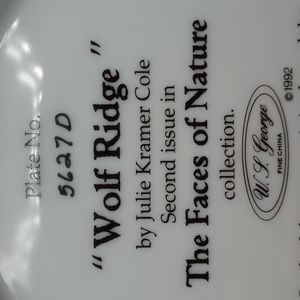 Plate No.
5627D
"Wolf Ridge"
by Julie Kramer Cole
Second issue in
The Faces of Nature
collection.
W. S. George
FINE CHINA
©1992